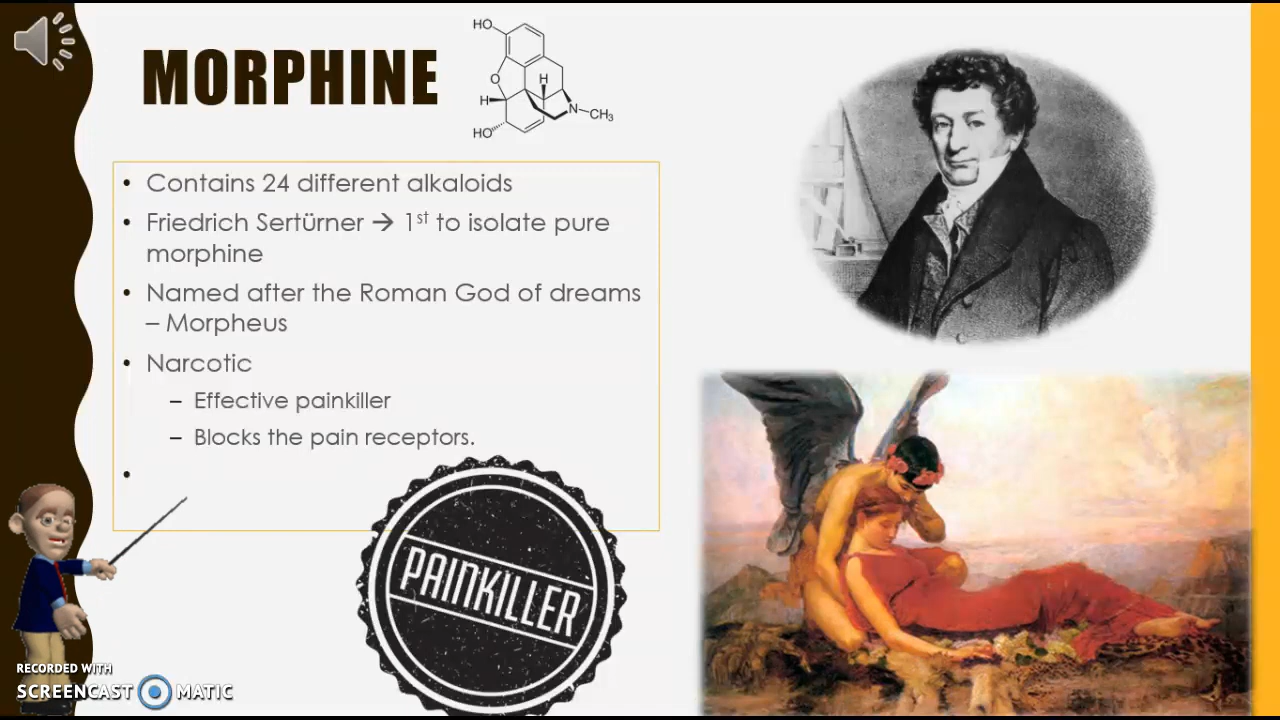 MORPHINE
HO
O
H
H
N
CH3
HO
• Contains 24 different alkaloids
• Friedrich Sertürner → 1st to isolate pure
morphine
• Named after the Roman God of dreams
– Morpheus
• Narcotic
– Effective painkiller
– Blocks the pain receptors.
•
PAINKILLER
RECORDED WITH
SCREENCAST MATIC